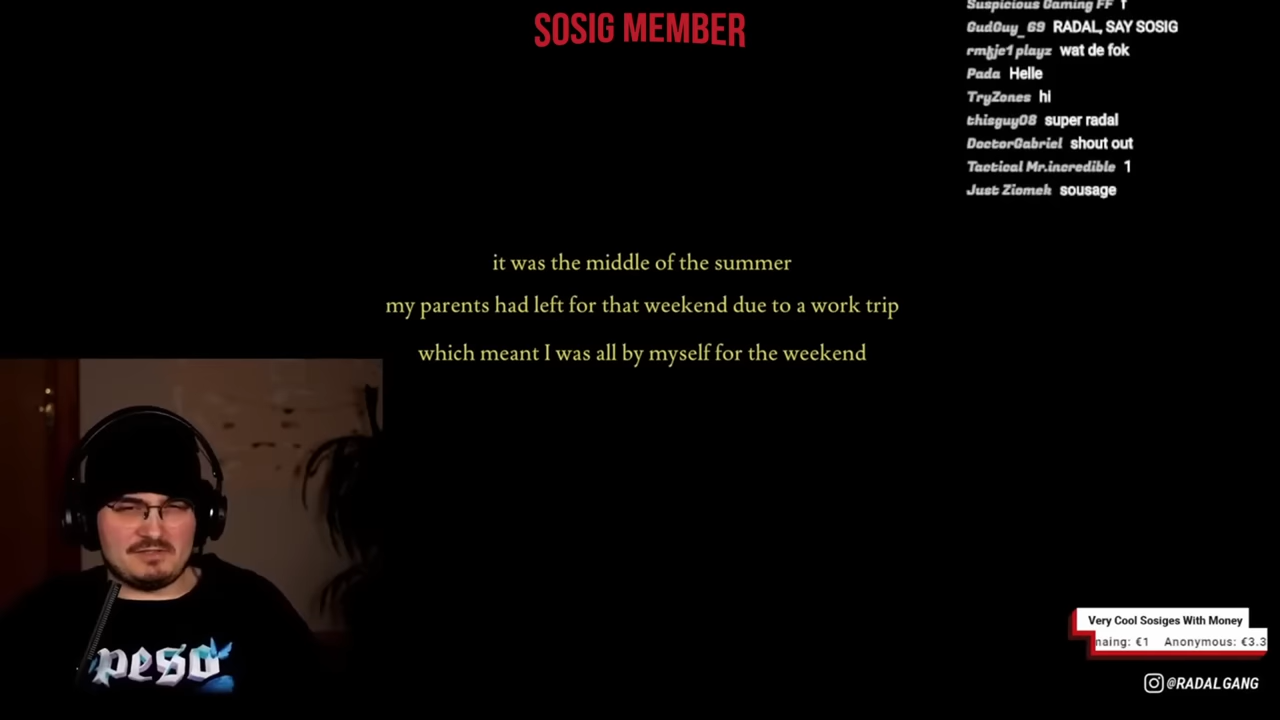 SOSIG MEMBER
Suspicious Gaming FF f
GudGuy_69 RADAL, SAY SOSIG
rmfje1 playz wat de fok
Pada Helle
TryZones hi
thisguy08 super radal
DoctorGabriel shout out
Tactical Mr.incredible 1
Just Ziomek sousage
it was the middle of the summer
my parents had left for that weekend due to a work trip
which meant I was all by myself for the weekend
peso
Very Cool Sosiges With Money
naing: €1 Anonymous: €3.3
@RADALGANG